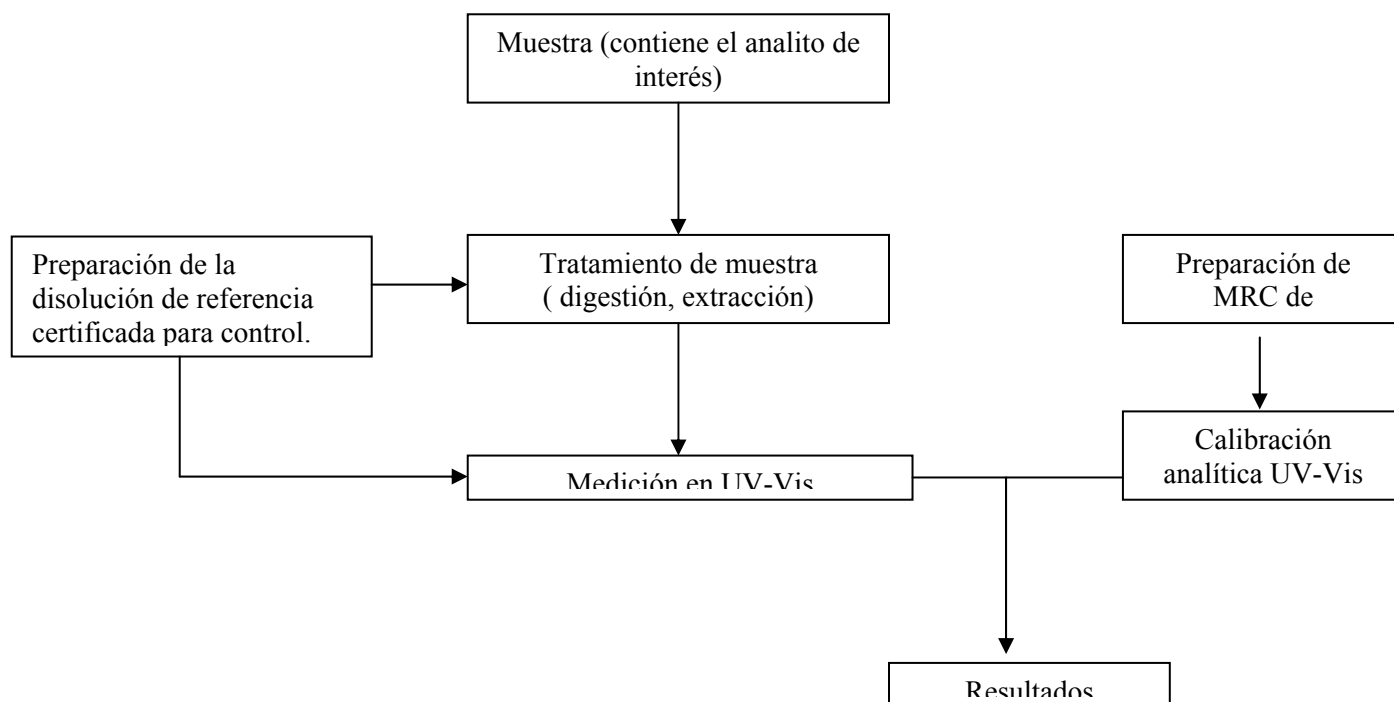 Muestra (contiene el analito de
interés)
Preparación de la
disolución de referencia
certificada para control.
Tratamiento de muestra
( digestión, extracción)
Preparación de
MRC de
Calibración
analítica UV-Vis
Medición en UV-Vis
Resultados